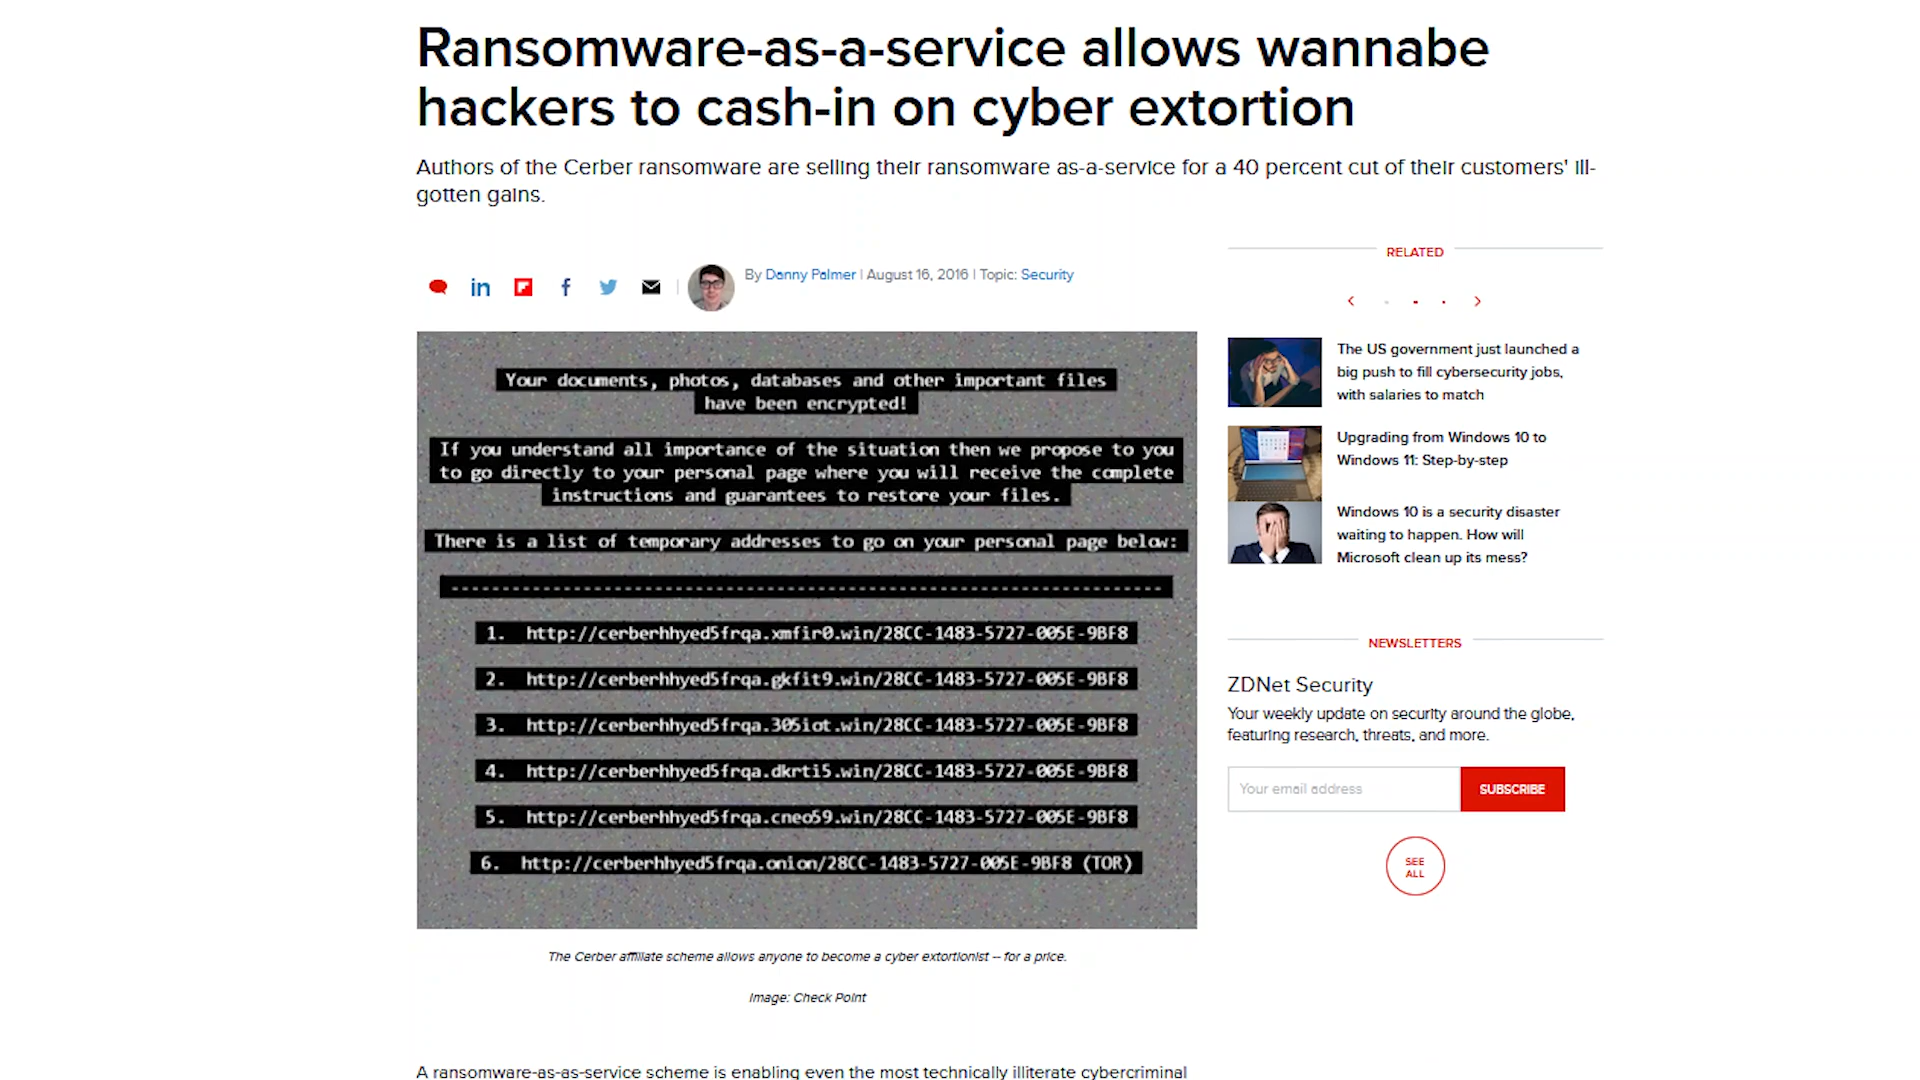 Ransomware-as-a-service allows wannabe
hackers to cash-in on cyber extortion
Authors of the Cerber ransomware are selling their ransomware as-a-service for a 40 percent cut of their customers' ill-
gotten gains.
By Danny Palmer | August 16, 2016 | Topic: Security
Your documents, photos, databases and other important files
have been encrypted!
If you understand all importance of the situation then we propose to you
to go directly to your personal page where you will receive the complete
instructions and guarantees to restore your files.
There is a list of temporary addresses to go on your personal page below:
1. http://cerberhhyed5frqa.xmfir0.win/28CC-1483-5727-005E-9BF8
2. http://cerberhhyed5frqa.gkfit9.win/28CC-1483-5727-005E-9BF8
3. http://cerberhhyed5frqa.305iot.win/28CC-1483-5727-005E-9BF8
4. http://cerberhhyed5frqa.dkrti5.win/28CC-1483-5727-005E-9BF8
5. http://cerberhhyed5frqa.cneo59.win/28CC-1483-5727-005E-9BF8
6. http://cerberhhyed5frqa.onion/28CC-1483-5727-005E-9BF8 (TOR)
The Cerber affiliate scheme allows anyone to become a cyber extortionist -- for a price.
Image: Check Point
A ransomware-as-as-service scheme is enabling even the most technically illiterate cybercriminal
RELATED
The US government just launched a
big push to fill cybersecurity jobs,
with salaries to match
Upgrading from Windows 10 to
Windows 11: Step-by-step
Windows 10 is a security disaster
waiting to happen. How will
Microsoft clean up its mess?
NEWSLETTERS
ZDNet Security
Your weekly update on security around the globe,
featuring research, threats, and more.
Your email address
SUBSCRIBE
SEE
ALL